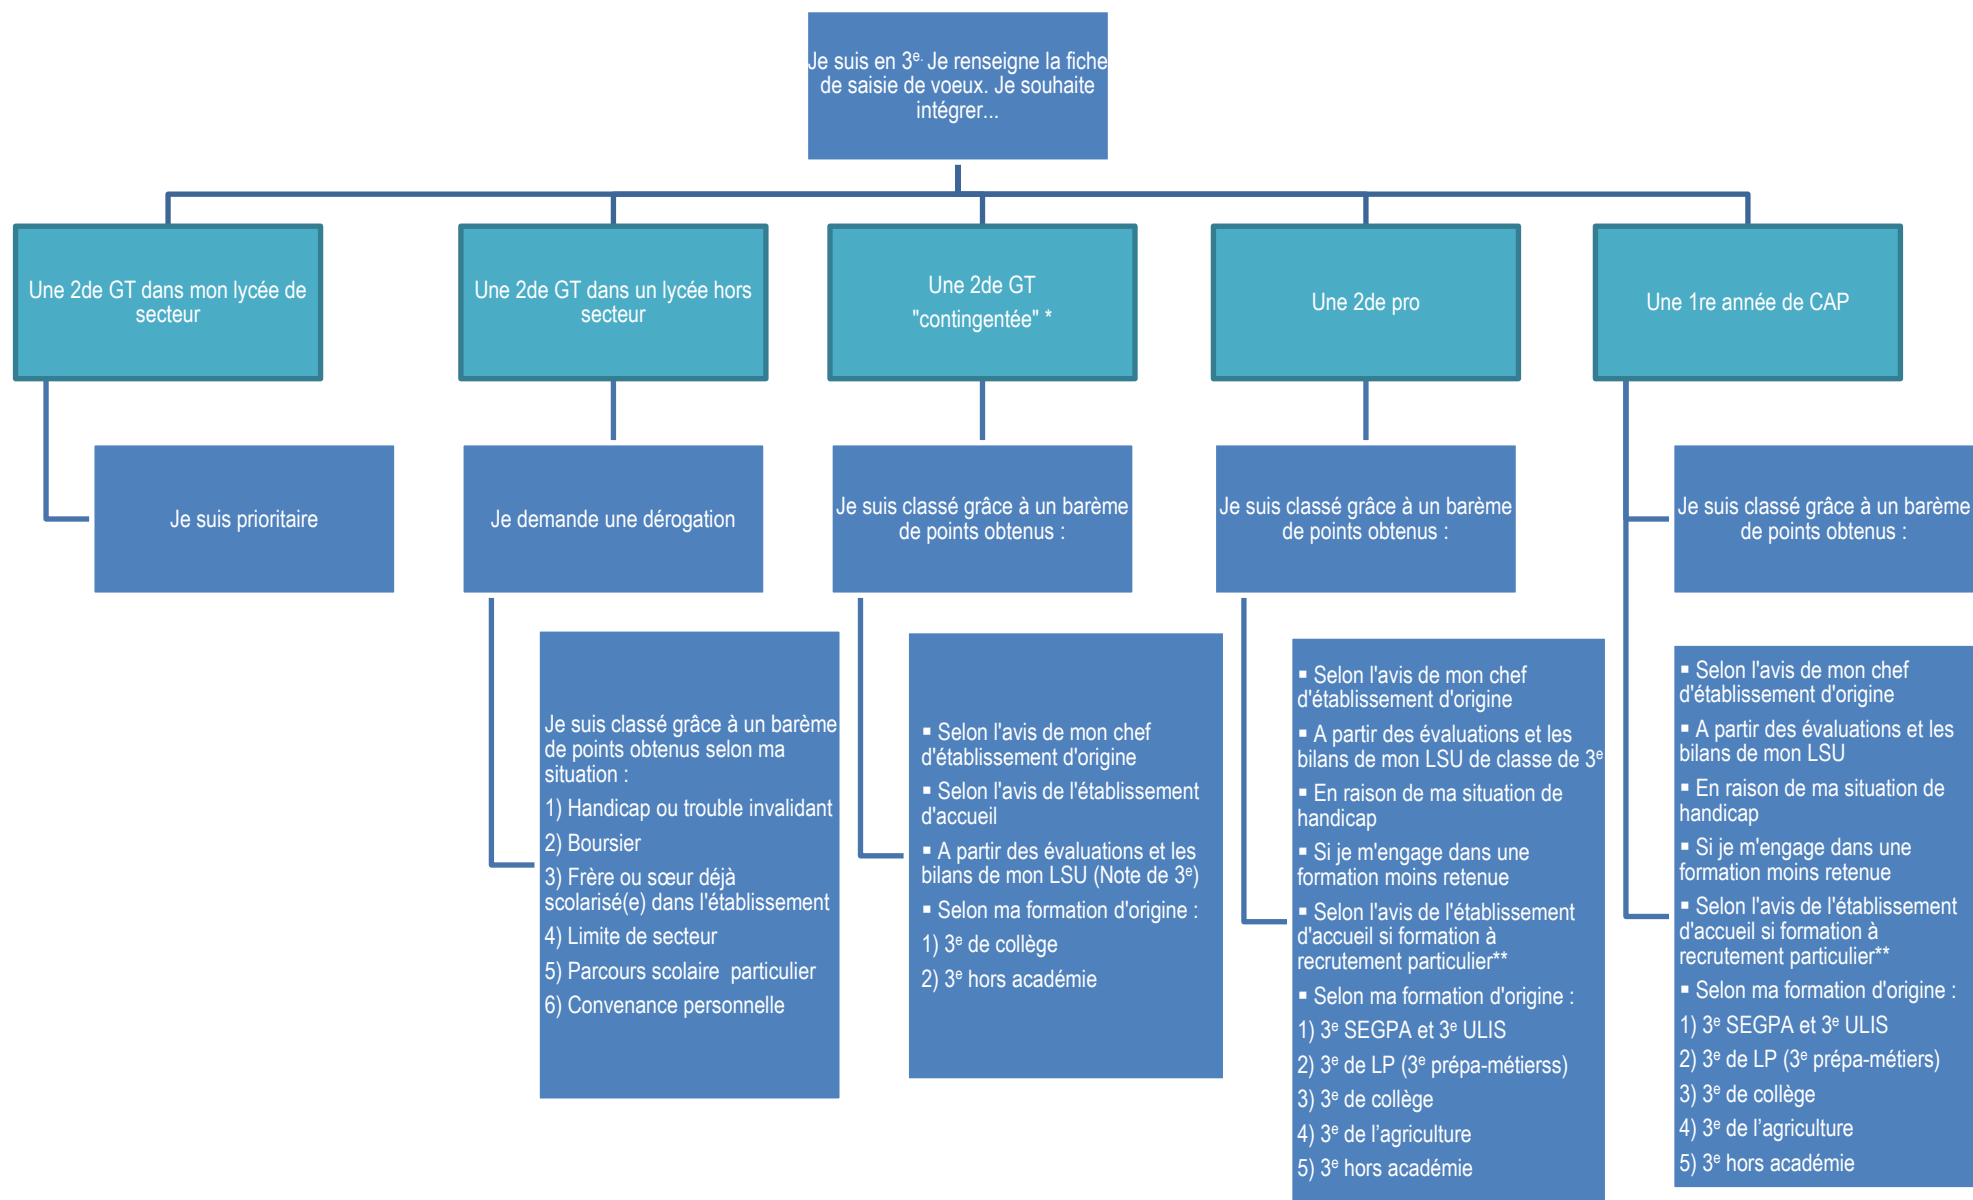 Je suis en 3e. Je renseigne la fiche
de saisie de voeux. Je souhaite
intégrer...
Une 2de GT dans mon lycée de
secteur
Une 2de GT dans un lycée hors
secteur
Une 2de GT
"contingentée" *
Une 2de pro
Une 1re année de CAP
Je suis prioritaire
Je demande une dérogation
Je suis classé grâce à un barème
de points obtenus :
Je suis classé grâce à un barème
de points obtenus :
Je suis classé grâce à un barème
de points obtenus :
Je suis classé grâce à un barème
de points obtenus selon ma
situation :
1) Handicap ou trouble invalidant
2) Boursier
3) Frère ou sœur déjà
scolarisé(e) dans l'établissement
4) Limite de secteur
5) Parcours scolaire  particulier
6) Convenance personnelle
▪ Selon l'avis de mon chef
d'établissement d'origine
▪ Selon l'avis de l'établissement
d'accueil
▪ A partir des évaluations et les
bilans de mon LSU (Note de 3e)
▪ Selon ma formation d'origine :
1) 3e de collège
2) 3e hors académie
▪ Selon l'avis de mon chef
d'établissement d'origine
▪ A partir des évaluations et les
bilans de mon LSU de classe de 3e
▪ En raison de ma situation de
handicap
▪ Si je m'engage dans une
formation moins retenue
▪ Selon l'avis de l'établissement
d'accueil si formation à
recrutement particulier**
▪ Selon ma formation d'origine :
1) 3e SEGPA et 3e ULIS
2) 3e de LP (3e prépa-métierss)
3) 3e de collège
4) 3e de l’agriculture
5) 3e hors académie
▪ Selon l'avis de mon chef
d'établissement d'origine
▪ A partir des évaluations et les
bilans de mon LSU
▪ En raison de ma situation de
handicap
▪ Si je m'engage dans une
formation moins retenue
▪ Selon l'avis de l'établissement
d'accueil si formation à
recrutement particulier**
▪ Selon ma formation d'origine :
1) 3e SEGPA et 3e ULIS
2) 3e de LP (3e prépa-métiers)
3) 3e de collège
4) 3e de l’agriculture
5) 3e hors académie